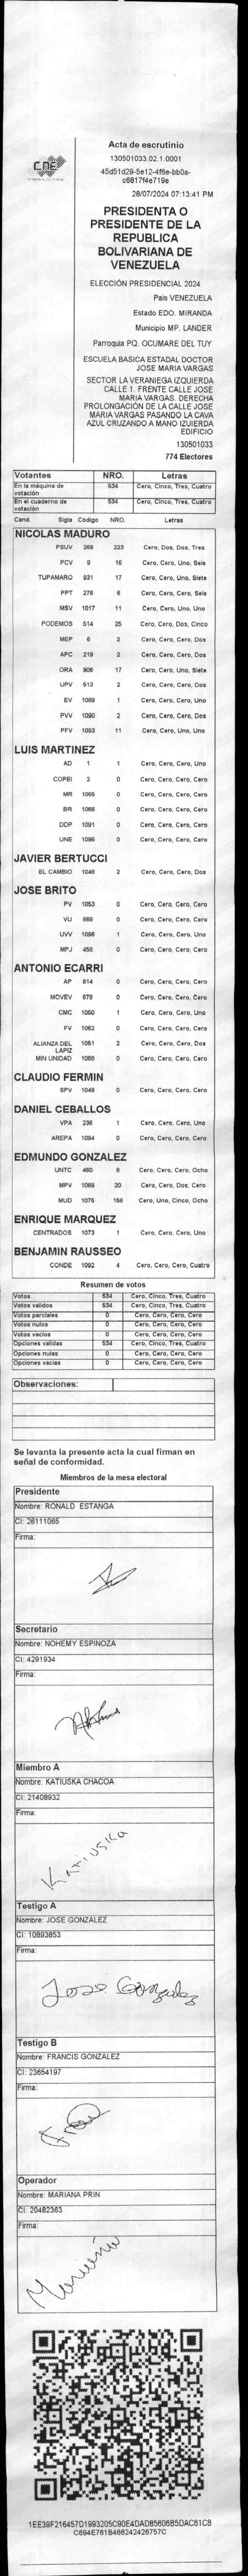 CNE
Acta de escrutinio
130501033.02.1.0001
45d51d29-5e12-4f6e-bb0a-
c6817f4e719e
28/07/2024 07:13:41 PM
PRESIDENTA O
PRESIDENTE DE LA
REPUBLICA
BOLIVARIANA DE
VENEZUELA
ELECCIÓN PRESIDENCIAL 2024
Pais VENEZUELA
Estado EDO. MIRANDA
Municipio MP. LANDER
Parroquia PQ. OCUMARE DEL TUY
ESCUELA BASICA ESTADAL DOCTOR
JOSE MARIA VARGAS
SECTOR LA VERANIEGA IZQUIERDA
CALLE 1. FRENTE CALLE JOSE
MARIA VARGAS. DERECHA
PROLONGACIÓN DE LA CALLE JOSE
MARIA VARGAS PASANDO LA CAVA
AZUL CRUZANDO A MANO IZUIERDA
EDIFICIO
130501033
774 Electores
Votantes NRO. Letras
En la máquina de votación 534 Cero, Cinco, Tres, Cuatro
En el cuaderno de votación 534 Cero, Cinco, Tres, Cuatro
Cand. Sigla Código NRO. Letras
NICOLAS MADURO
PSUV 269 223 Cero, Dos, Dos, Tres
PCV 9 16 Cero, Cero, Uno, Seis
TUPAMARO 931 17 Cero, Cero, Uno, Siete
PPT 276 6 Cero, Cero, Cero, Seis
MSV 1017 11 Cero, Cero, Uno, Uno
PODEMOS 514 25 Cero, Cero, Dos, Cinco
MEP 6 2 Cero, Cero, Cero, Dos
APC 219 2 Cero, Cero, Cero, Dos
ORA 906 17 Cero, Cero, Uno, Siete
UPV 513 2 Cero, Cero, Cero, Dos
EV 1089 1 Cero, Cero, Cero, Uno
PVV 1090 2 Cero, Cero, Cero, Dos
PFV 1093 11 Cero, Cero, Uno, Uno
LUIS MARTINEZ
AD 1 1 Cero, Cero, Cero, Uno
COPEI 2 0 Cero, Cero, Cero, Cero
MR 1055 0 Cero, Cero, Cero, Cero
BR 1066 0 Cero, Cero, Cero, Cero
DDP 1091 0 Cero, Cero, Cero, Cero
UNE 1095 0 Cero, Cero, Cero, Cero
JAVIER BERTUCCI
EL CAMBIO 1048 2 Cero, Cero, Cero, Dos
JOSE BRITO
PV 1053 0 Cero, Cero, Cero, Cero
VU 868 0 Cero, Cero, Cero, Cero
UVV 1096 1 Cero, Cero, Cero, Uno
MPJ 458 0 Cero, Cero, Cero, Cero
ANTONIO ECARRI
AP 814 0 Cero, Cero, Cero, Cero
MOVEV 878 0 Cero, Cero, Cero, Cero
CMC 1050 1 Cero, Cero, Cero, Uno
FV 1062 0 Cero, Cero, Cero, Cero
ALIANZA DEL LAPIZ 1051 2 Cero, Cero, Cero, Dos
MIN UNIDAD 1068 0 Cero, Cero, Cero, Cero
CLAUDIO FERMIN
SPV 1049 0 Cero, Cero, Cero, Cero
DANIEL CEBALLOS
VPA 236 1 Cero, Cero, Cero, Uno
AREPA 1094 0 Cero, Cero, Cero, Cero
EDMUNDO GONZALEZ
UNTC 460 8 Cero, Cero, Cero, Ocho
MPV 1069 20 Cero, Cero, Dos, Cero
MUD 1075 158 Cero, Uno, Cinco, Ocho
ENRIQUE MARQUEZ
CENTRADOS 1073 1 Cero, Cero, Cero, Uno
BENJAMIN RAUSSEO
CONDE 1092 4 Cero, Cero, Cero, Cuatro
Resumen de votos
Votos 534 Cero, Cinco, Tres, Cuatro
Votos validos 534 Cero, Cinco, Tres, Cuatro
Votos parciales 0 Cero, Cero, Cero, Cero
Votos nulos 0 Cero, Cero, Cero, Cero
Votos vacios 0 Cero, Cero, Cero, Cero
Opciones validas 534 Cero, Cinco, Tres, Cuatro
Opciones nulas 0 Cero, Cero, Cero, Cero
Opciones vacias 0 Cero, Cero, Cero, Cero
Observaciones:
Se levanta la presente acta la cual firman en
señal de conformidad.
Miembros de la mesa electoral
Presidente
Nombre: RONALD ESTANGA
CI: 26111065
Firma:
Secretario
Nombre: NOHEMY ESPINOZA
CI: 4291934
Firma:
Miembro A
Nombre: KATIUSKA CHACOA
CI: 21408932
Firma:
Katiuska
Testigo A
Nombre: JOSE GONZALEZ
CI: 10893853
Firma:
Jose Gonzalez
Testigo B
Nombre: FRANCIS GONZALEZ
CI: 23654197
Firma:
Operador
Nombre: MARIANA PRIN
CI: 20482363
Firma:
Mariana
1EE39F216457D1993205C90E4DAD85606B5DAC61C8
C694E761B466242426757C